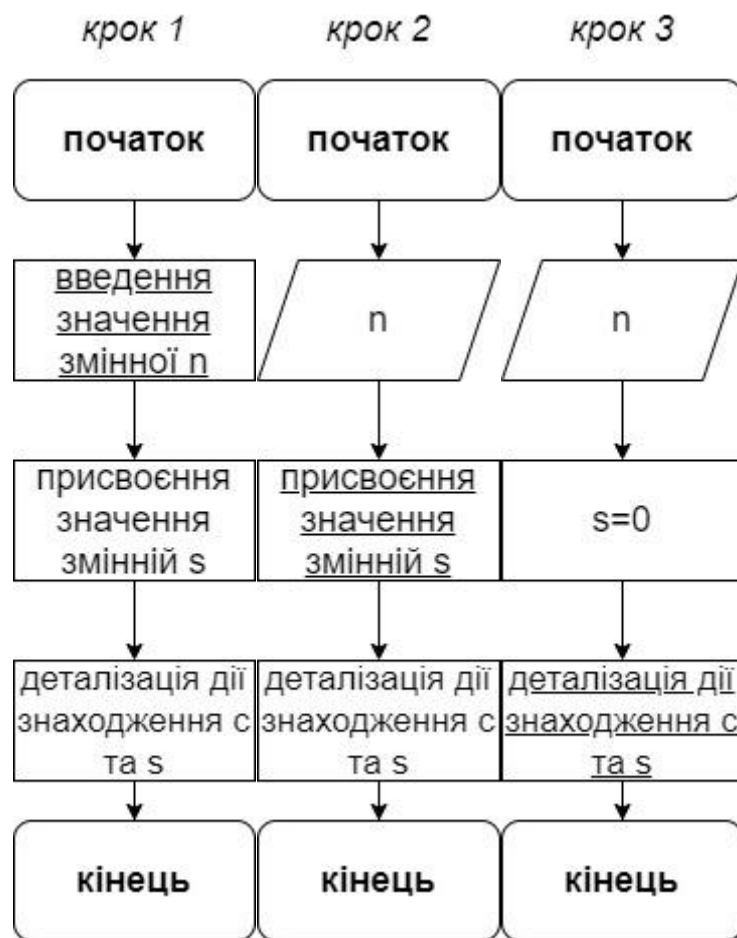 крок 1 крок 2 крок 3
початок початок початок
введення
значення
змінної n
n
n
присвоєння
значення
змінній s
присвоєння
значення
змінній s
s=0
деталізація дії
знаходження с
та s
деталізація дії
знаходження с
та s
деталізація дії
знаходження с
та s
кінець кінець кінець